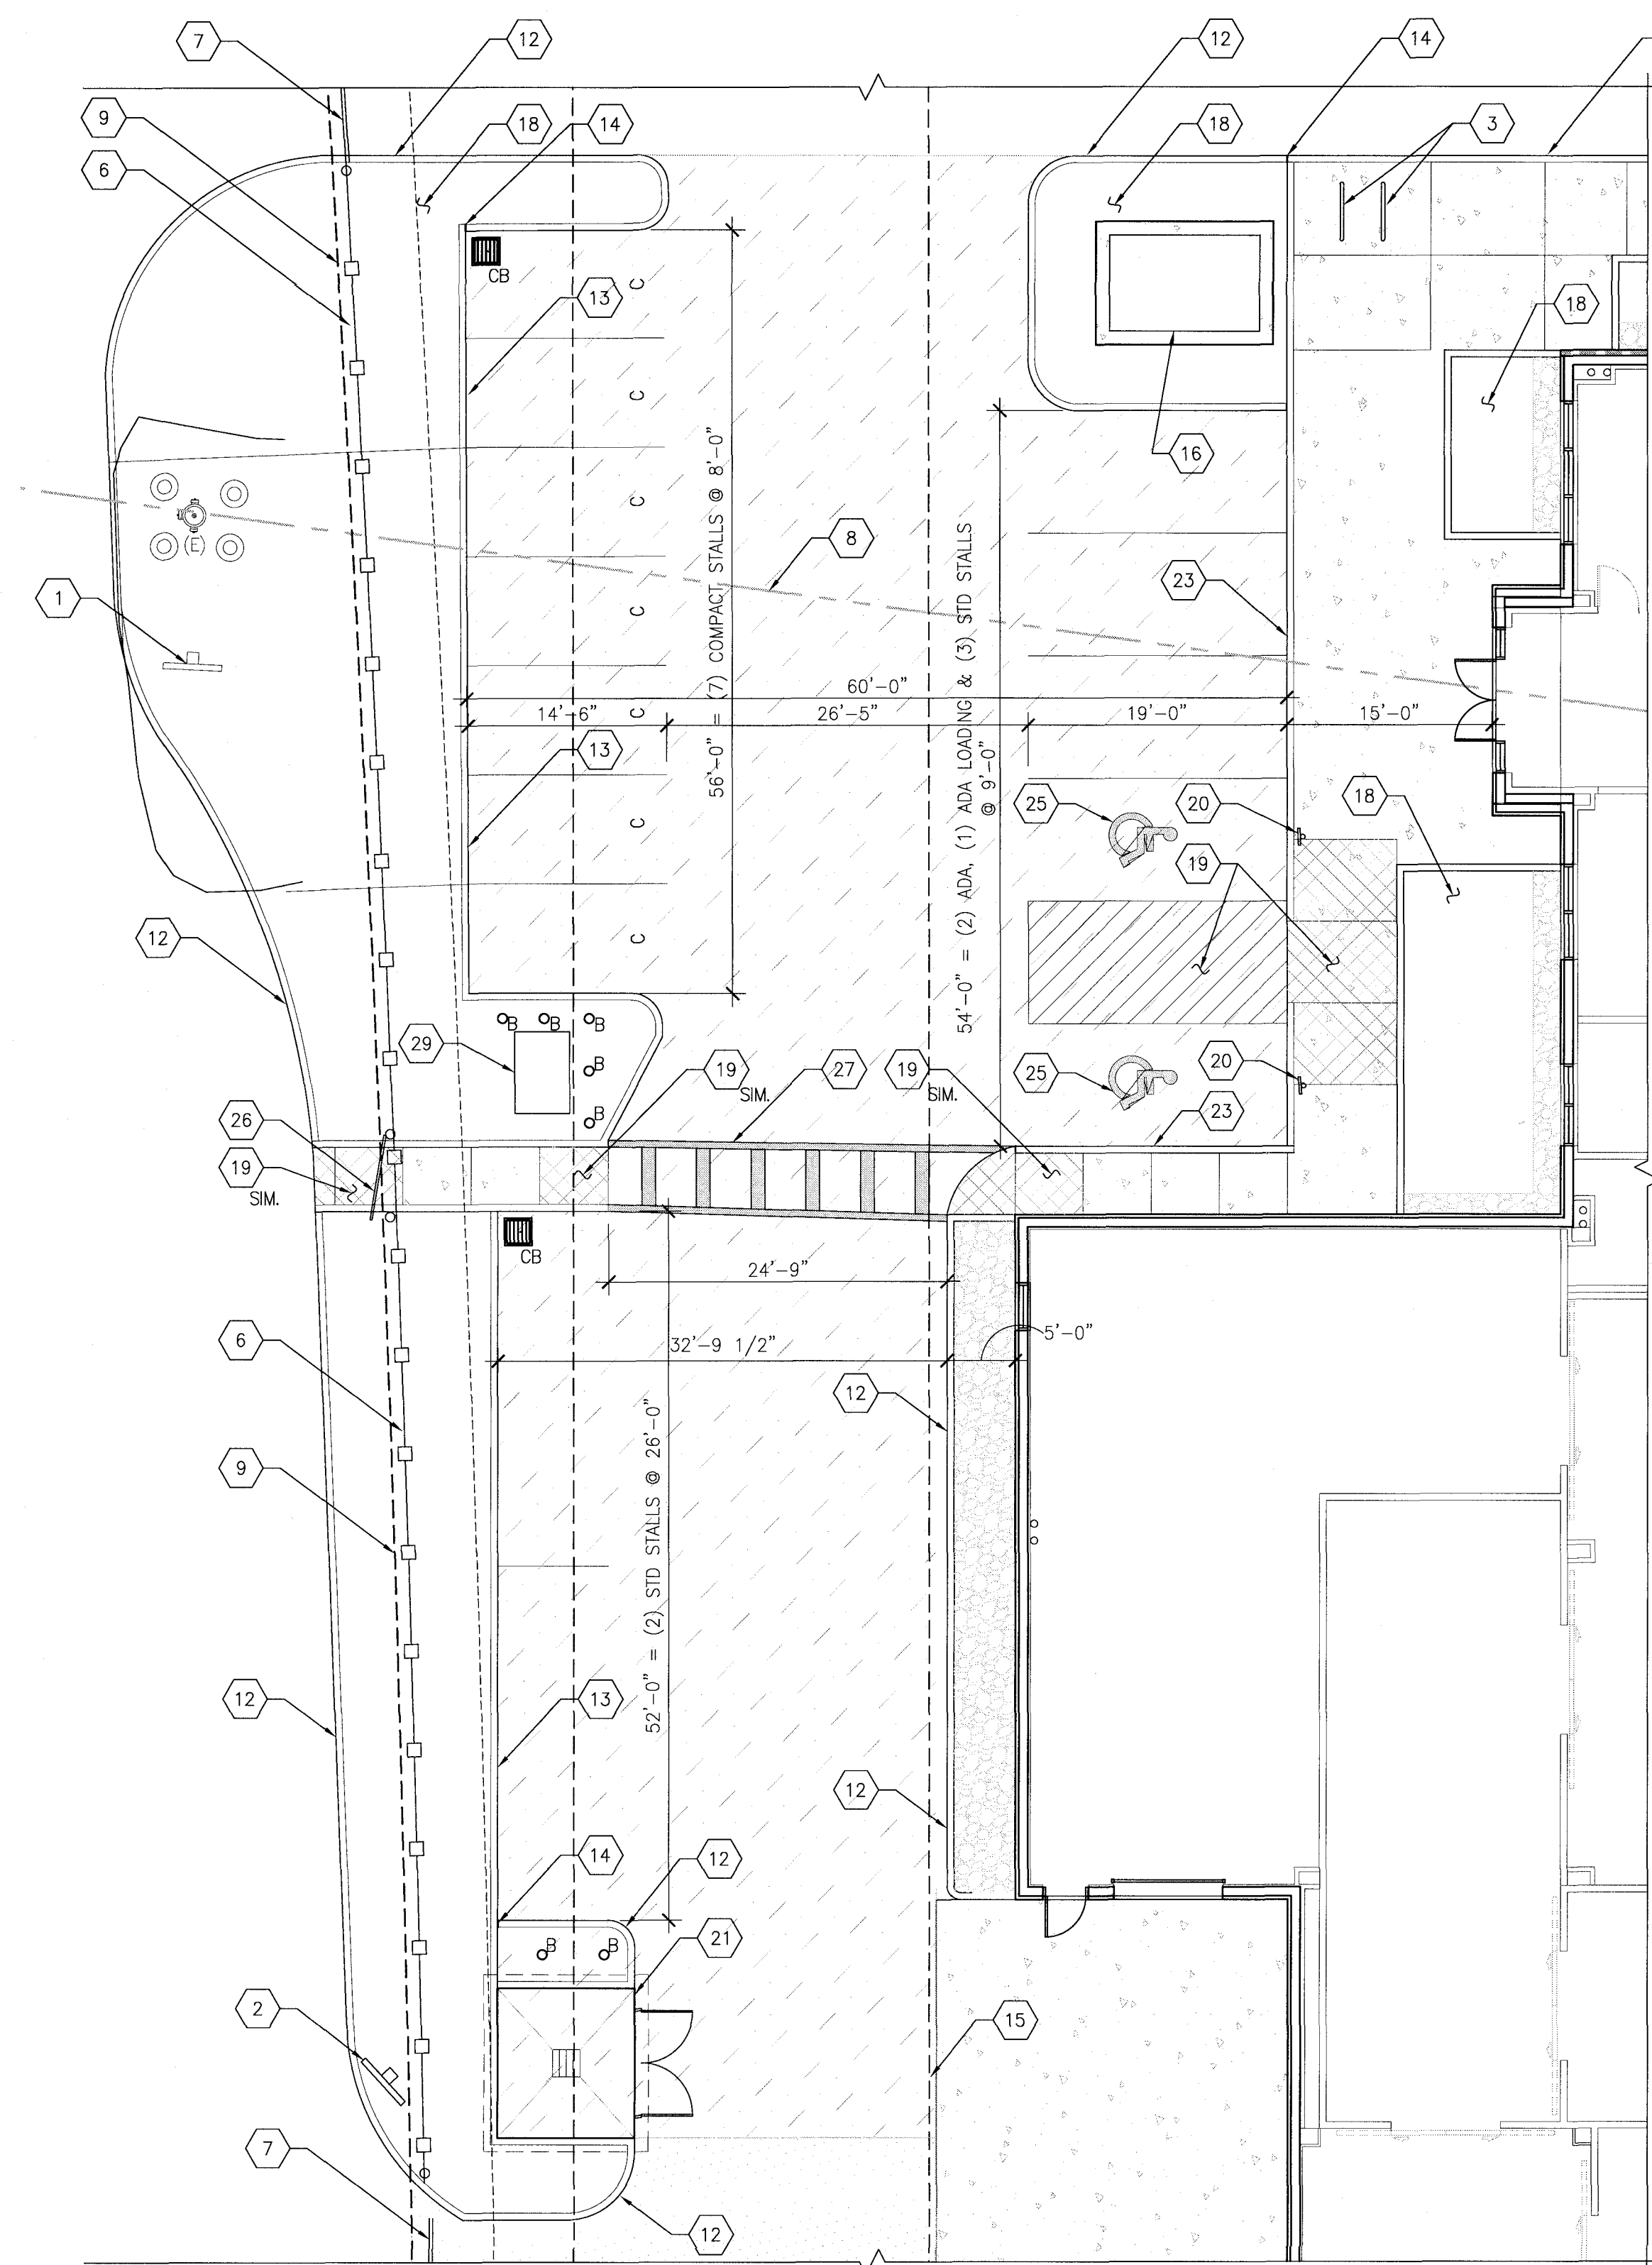 7
12
12
14
9
18
14
18
3
6
CB
C
13
18
C
16
56'-0" = (7) COMPACT STALLS @ 8'-0"
C
E
8
54'-0" = (2) ADA, (1) ADA LOADING & (3) STD STALLS
@ 9'-0"
1
23
C
60'-0"
14'-6"
C
26'-5"
19'-0"
15'-0"
13
25
20
18
C
19
12
C
B
B
B
29
B
19
SIM.
27
19
SIM.
25
20
B
26
23
19
SIM.
CB
24'-9"
6
32'-9 1/2"
5'-0"
12
9
52'-0" = (2) STD STALLS @ 26'-0"
12
13
12
14
12
B
B
21
2
15
7
12